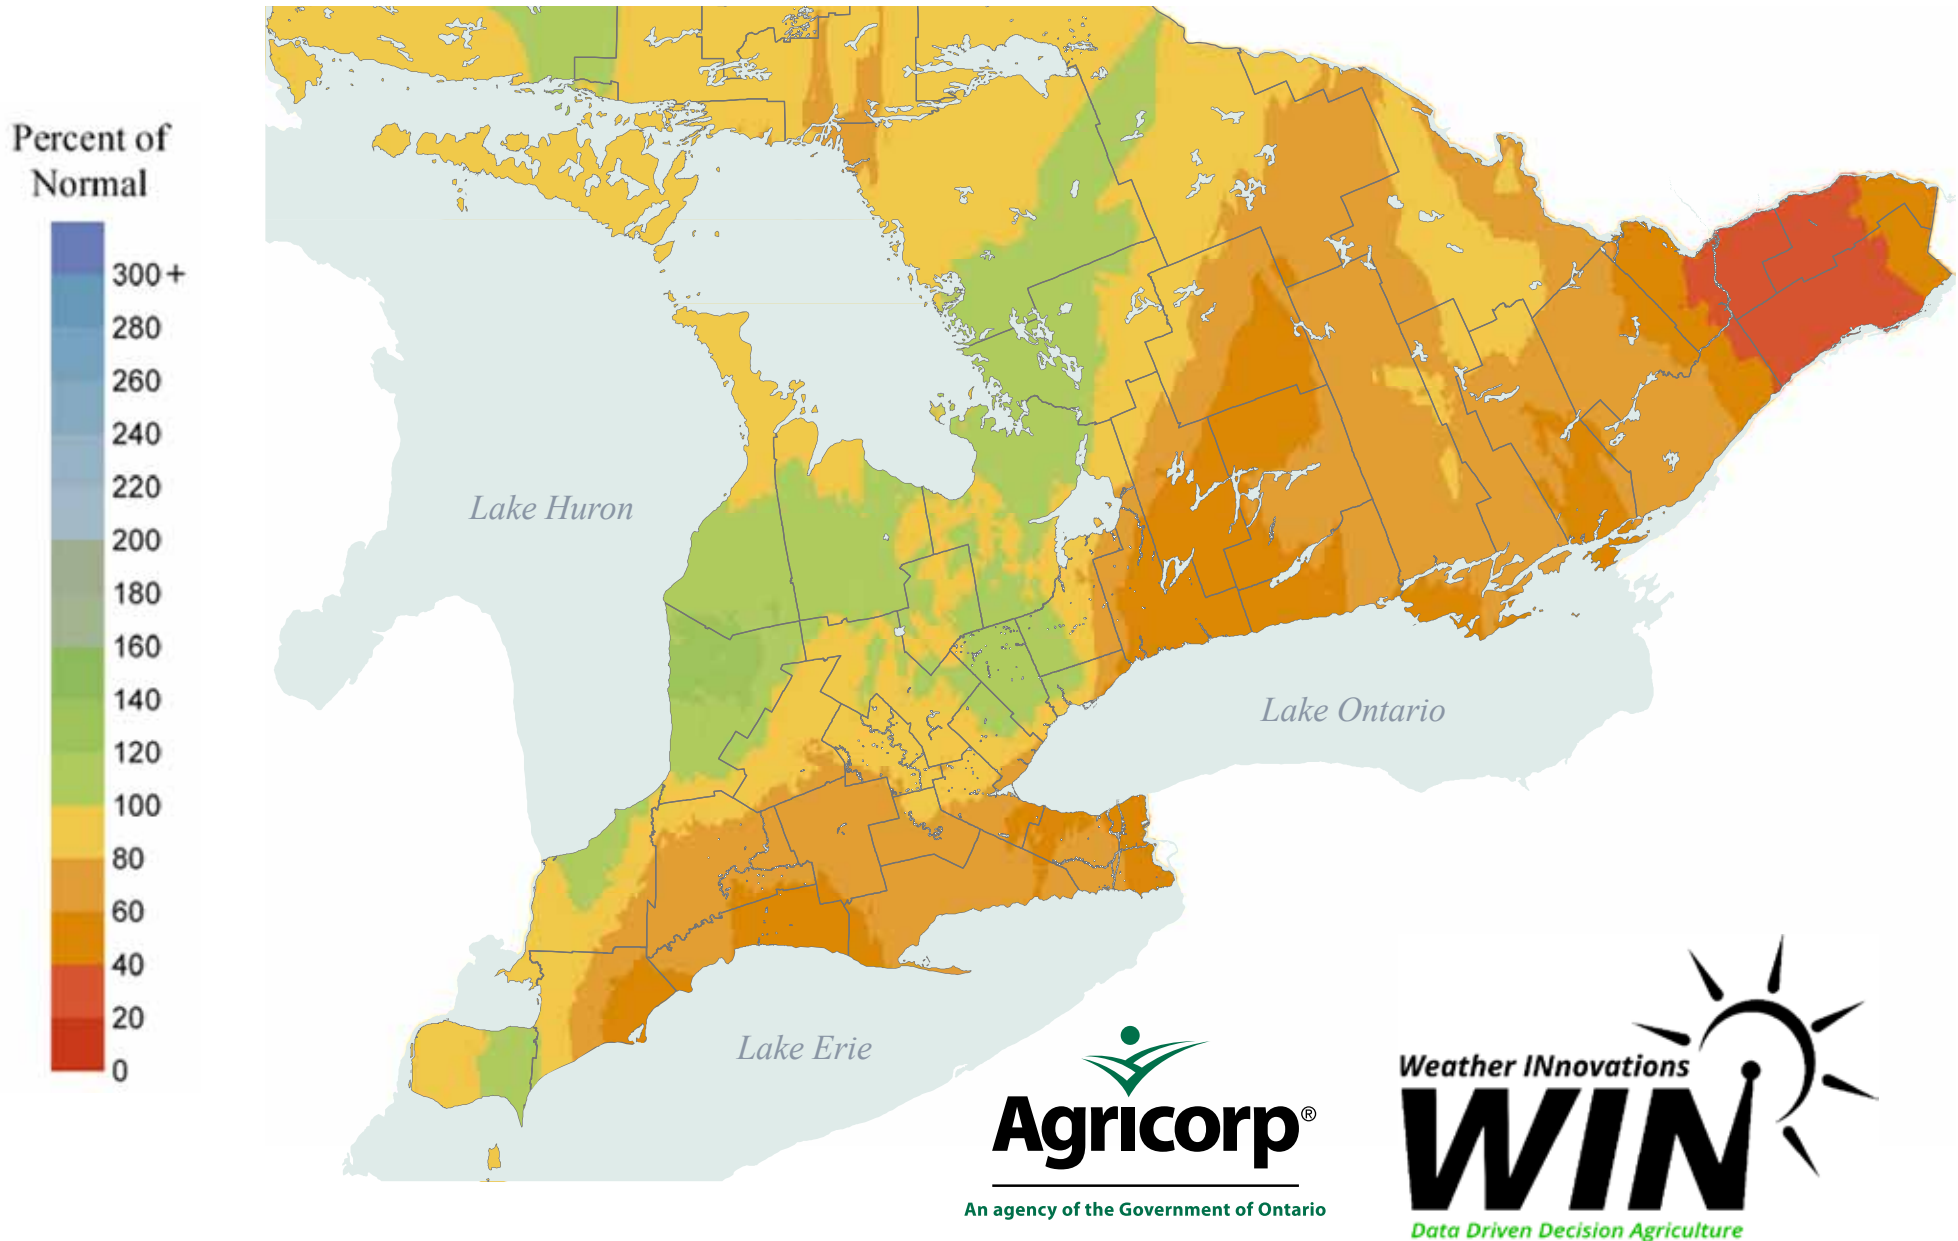 Percent of
Normal
300 +
280
260
240
220
200
180
160
140
120
100
80
60
40
20
0
Lake Huron
Lake Ontario
Lake Erie
Agricorp®
An agency of the Government of Ontario
Weather INnovations
WIN
Data Driven Decision Agriculture